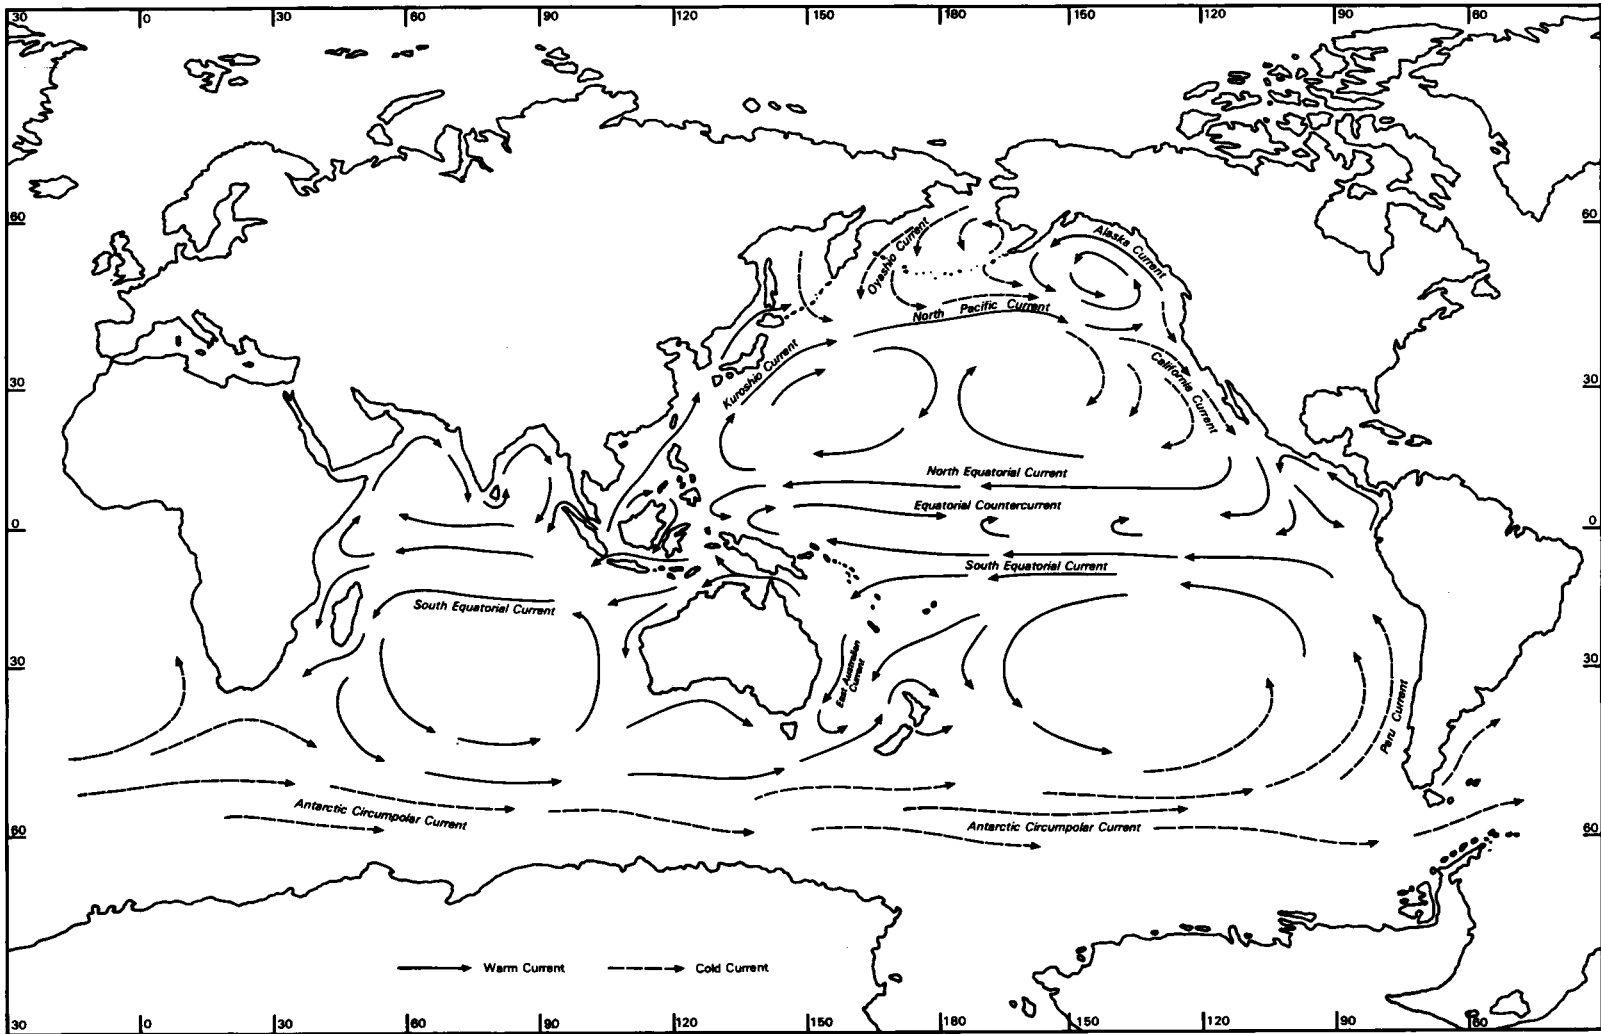 30 0 30 60 90 120 150 180 150 120 90 60
60 60
Alaska Current
Oyashio Current
North Pacific Current
Kuroshio Current
California Current
30 30
North Equatorial Current
Equatorial Countercurrent
0 0
South Equatorial Current
South Equatorial Current
East Australian
Current
30 30
Peru Current
Antarctic Circumpolar Current
Antarctic Circumpolar Current
60 60
Warm Current Cold Current
30 0 30 60 90 120 150 180 150 120 90 60